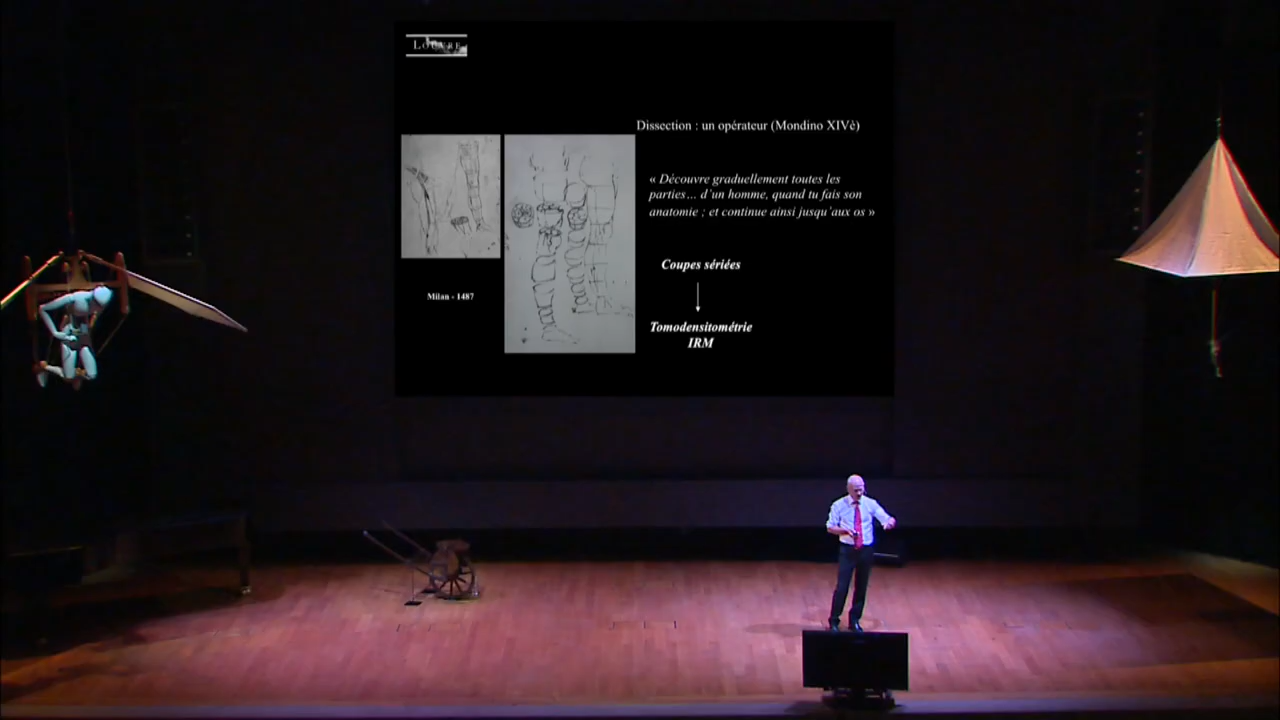 LOUVRE
Dissection : un opérateur (Mondino XIVè)
« Découvre graduellement toutes les
parties… d’un homme, quand tu fais son
anatomie ; et continue ainsi jusqu’aux os »
Coupes sériées
Milan - 1487
Tomodensitométrie
IRM